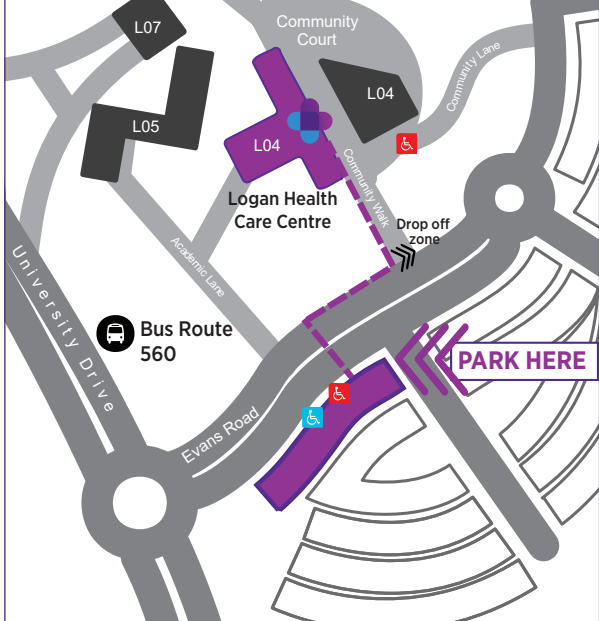 L07
Community
Court
Community Lane
L04
L05
L04
Community Walk
Logan Health
Care Centre
Drop off
zone
Academic Lane
University Drive
Bus Route
560
PARK HERE
Evans Road